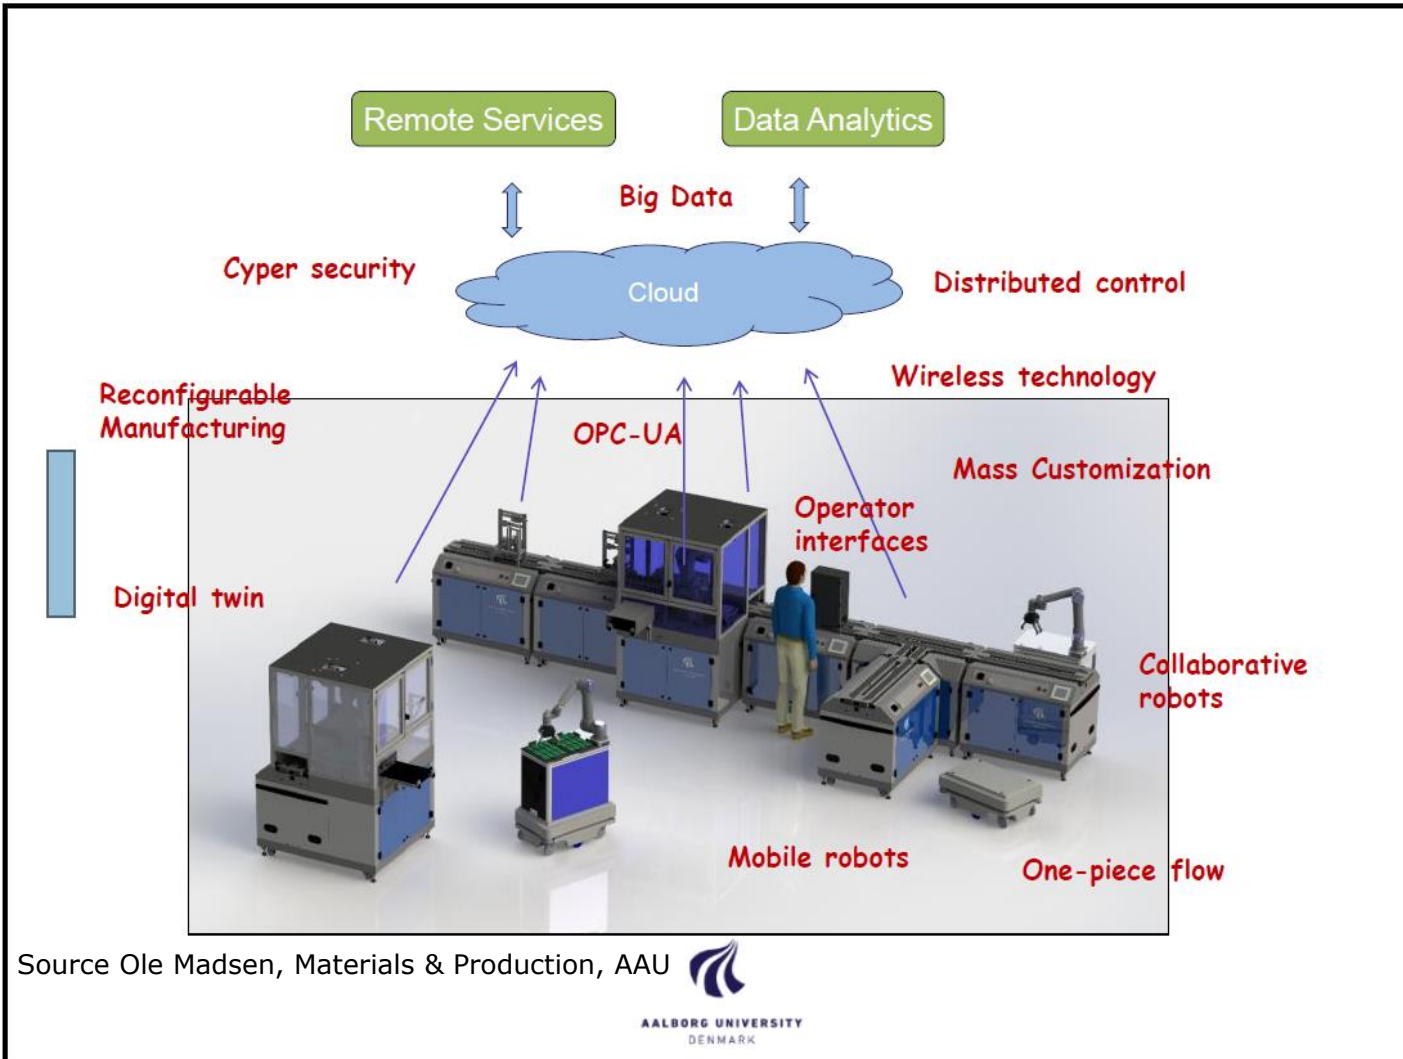 Remote Services
Data Analytics
Big Data
Cyper security
Cloud
Distributed control
Wireless technology
Reconfigurable
Manufacturing
OPC-UA
Mass Customization
Operator
interfaces
Digital twin
Collaborative
robots
Mobile robots
One-piece flow
Source Ole Madsen, Materials & Production, AAU
AALBORG UNIVERSITY
DENMARK